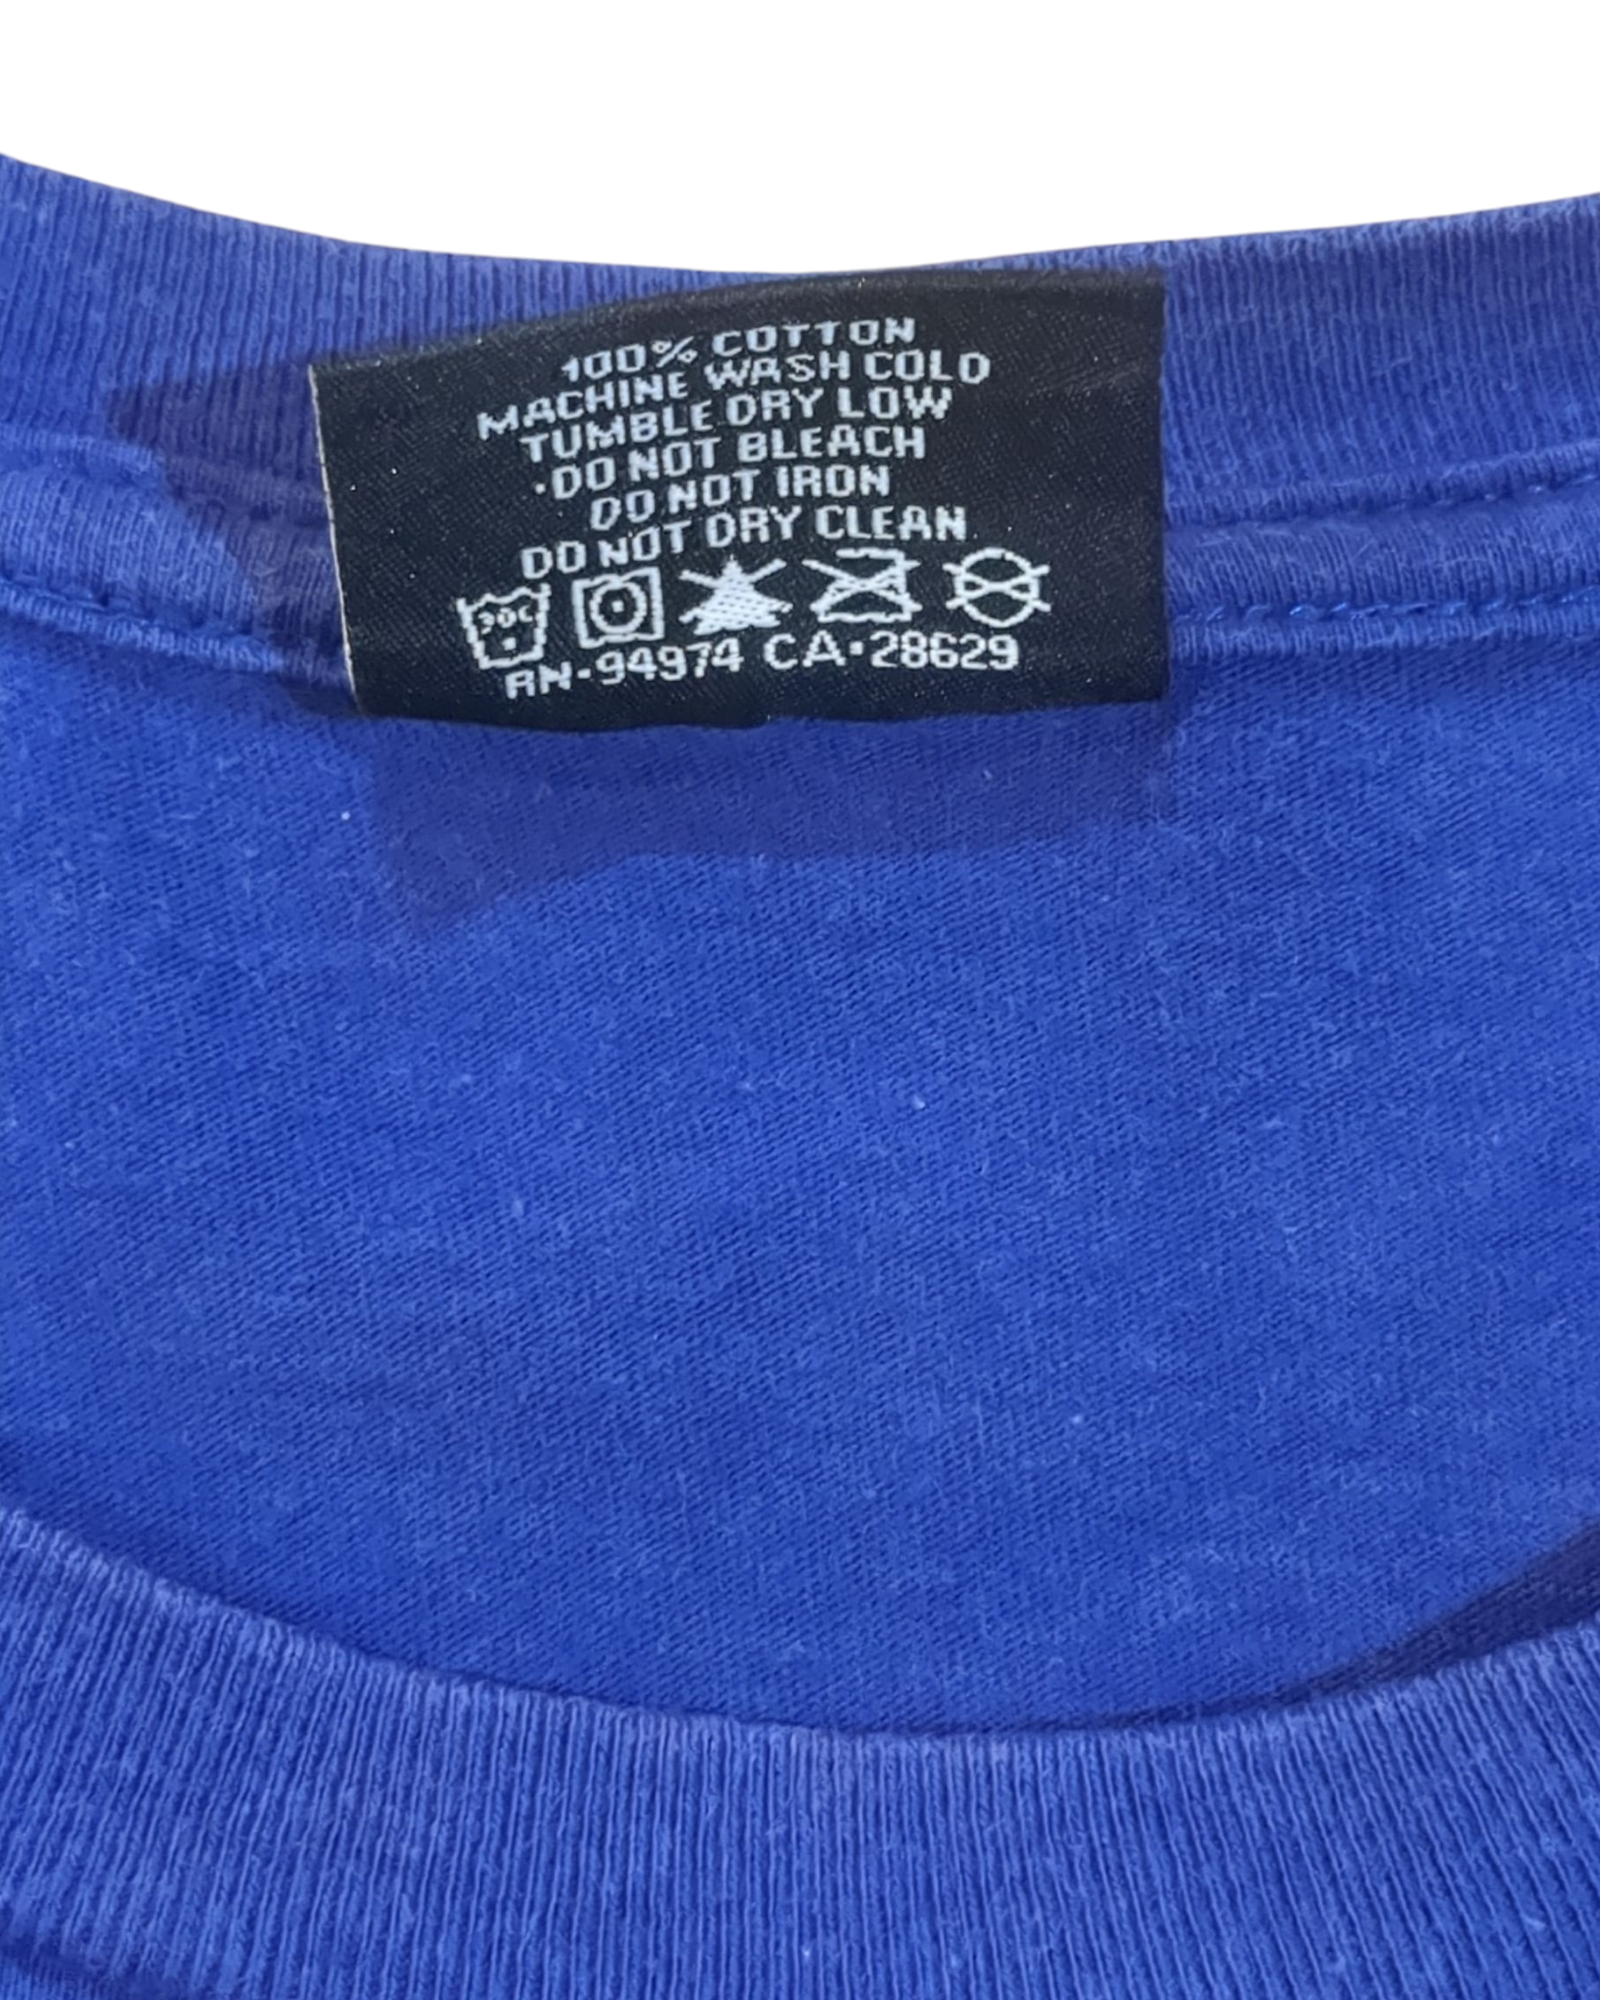 100% COTTON
MACHINE WASH COLD
TUMBLE DRY LOW
·DO NOT BLEACH
DO NOT IRON
DO NOT DRY CLEAN
30C
RN-94974 CA·28629